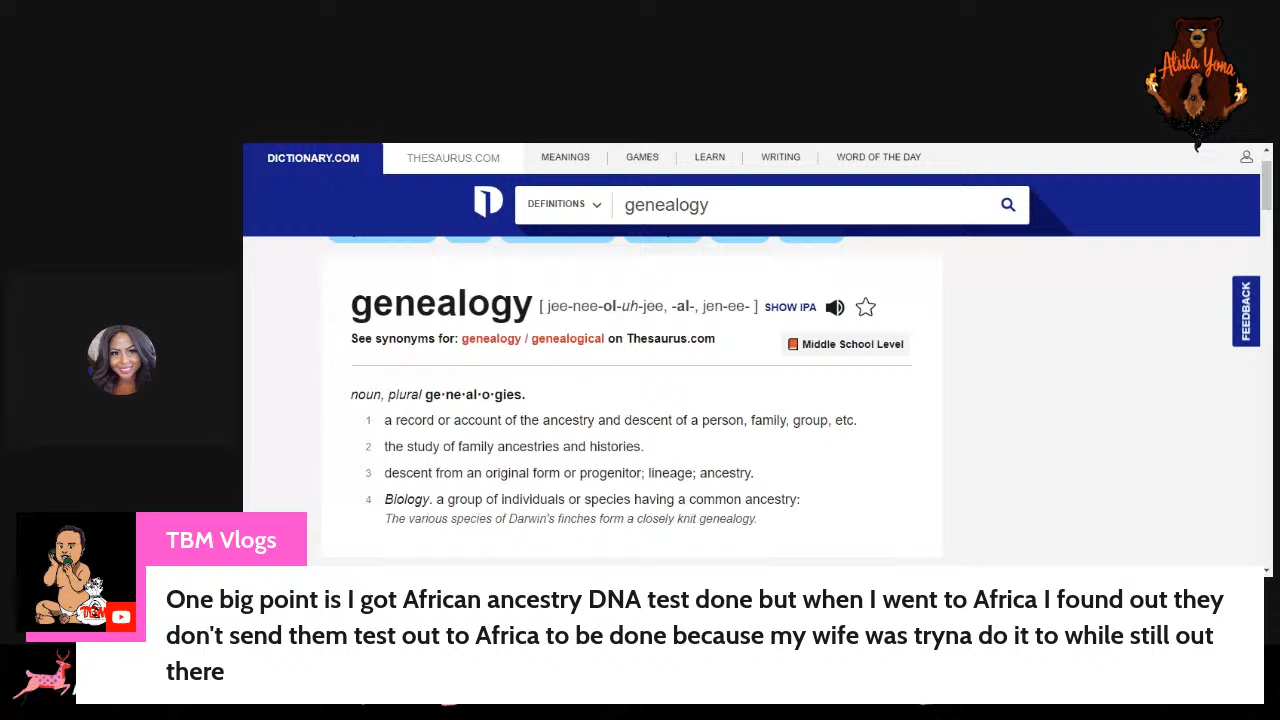 Atsila Yona
DICTIONARY.COM
THESAURUS.COM
MEANINGS
GAMES
LEARN
WRITING
WORD OF THE DAY
DEFINITIONS
genealogy
genealogy [ jee-nee-ol-uh-jee, -al-, jen-ee- ] SHOW IPA
See synonyms for: genealogy / genealogical on Thesaurus.com
Middle School Level
FEEDBACK
noun, plural ge·ne·al·o·gies.
1 a record or account of the ancestry and descent of a person, family, group, etc.
2 the study of family ancestries and histories.
3 descent from an original form or progenitor; lineage; ancestry.
4 Biology. a group of individuals or species having a common ancestry:
The various species of Darwin's finches form a closely knit genealogy.
TBM Vlogs
One big point is I got African ancestry DNA test done but when I went to Africa I found out they
don't send them test out to Africa to be done because my wife was tryna do it to while still out
there